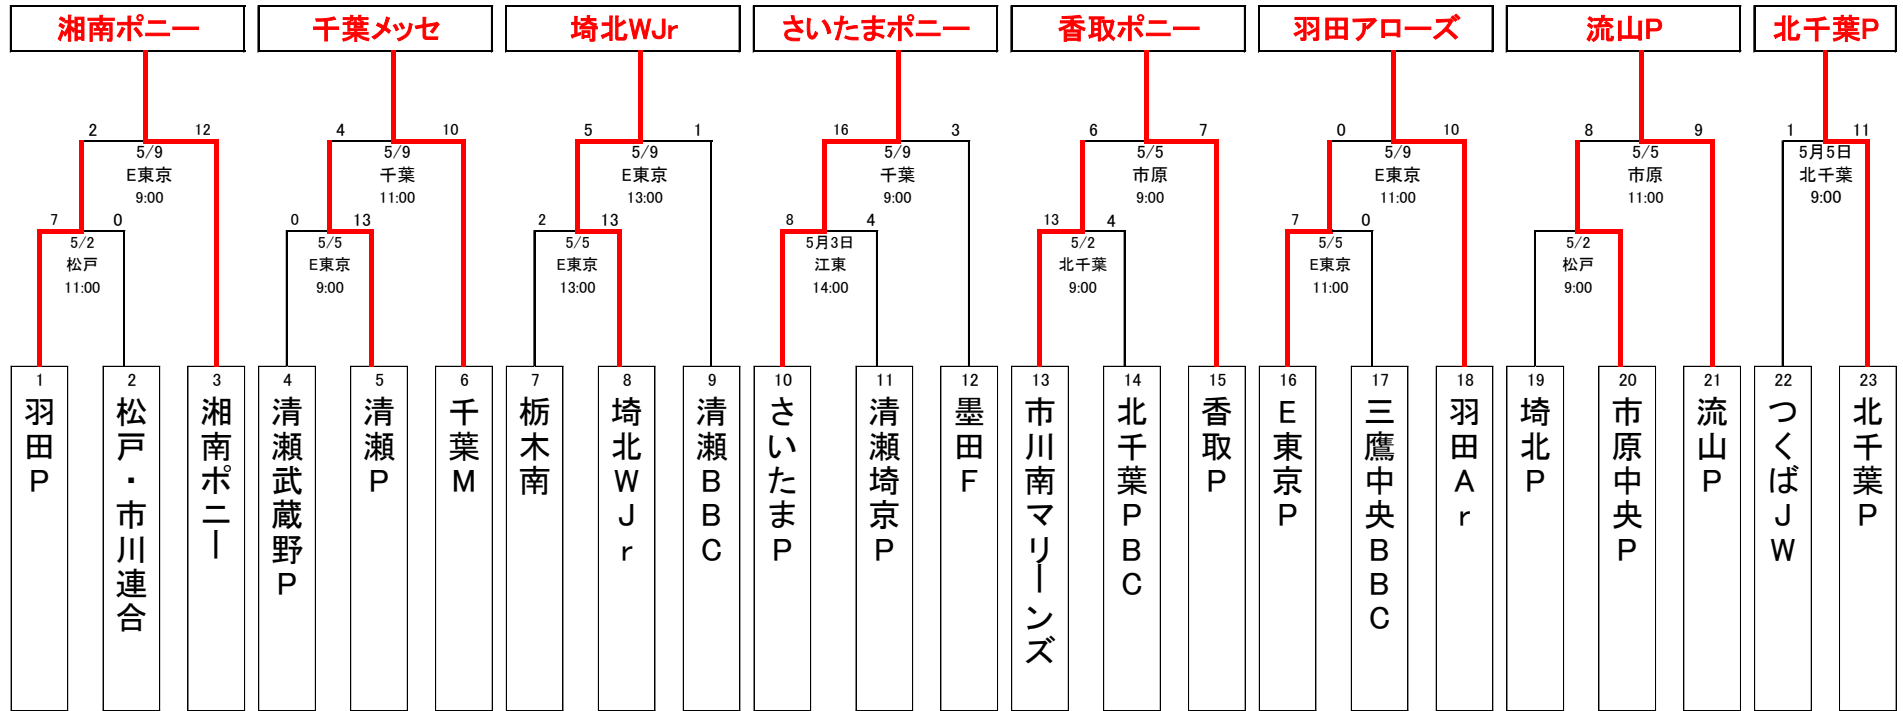 湘南ポニー 千葉メッセ 埼北WJr さいたまポニー 香取ポニー 羽田アローズ 流山P 北千葉P
2 12 4 10 5 1 16 3 6 7 0 10 8 9 1 11
5/9 5/9 5/9 5/9 5/5 5/9 5/5 5月5日
E東京 千葉 E東京 千葉 市原 E東京 市原 北千葉
9:00 11:00 13:00 9:00 9:00 11:00 11:00 9:00
7 0 0 13 2 13 8 4 13 4 7 0
5/2 5/5 5/5 5月3日 5/2 5/5 5/2
松戸 E東京 E東京 江東 北千葉 E東京 松戸
11:00 9:00 13:00 14:00 9:00 11:00 9:00
1 2 3 4 5 6 7 8 9 10 11 12 13 14 15 16 17 18 19 20 21 22 23
羽田P
松戸・市川連合
湘南ポニー
清瀬武蔵野P
清瀬P
千葉M
栃木南
埼北WJr
清瀬BBC
さいたまP
清瀬埼京P
墨田F
市川南マリーンズ
北千葉PBC
香取P
E東京P
三鷹中央BBC
羽田Ar
埼北P
市原中央P
流山P
つくばJW
北千葉P